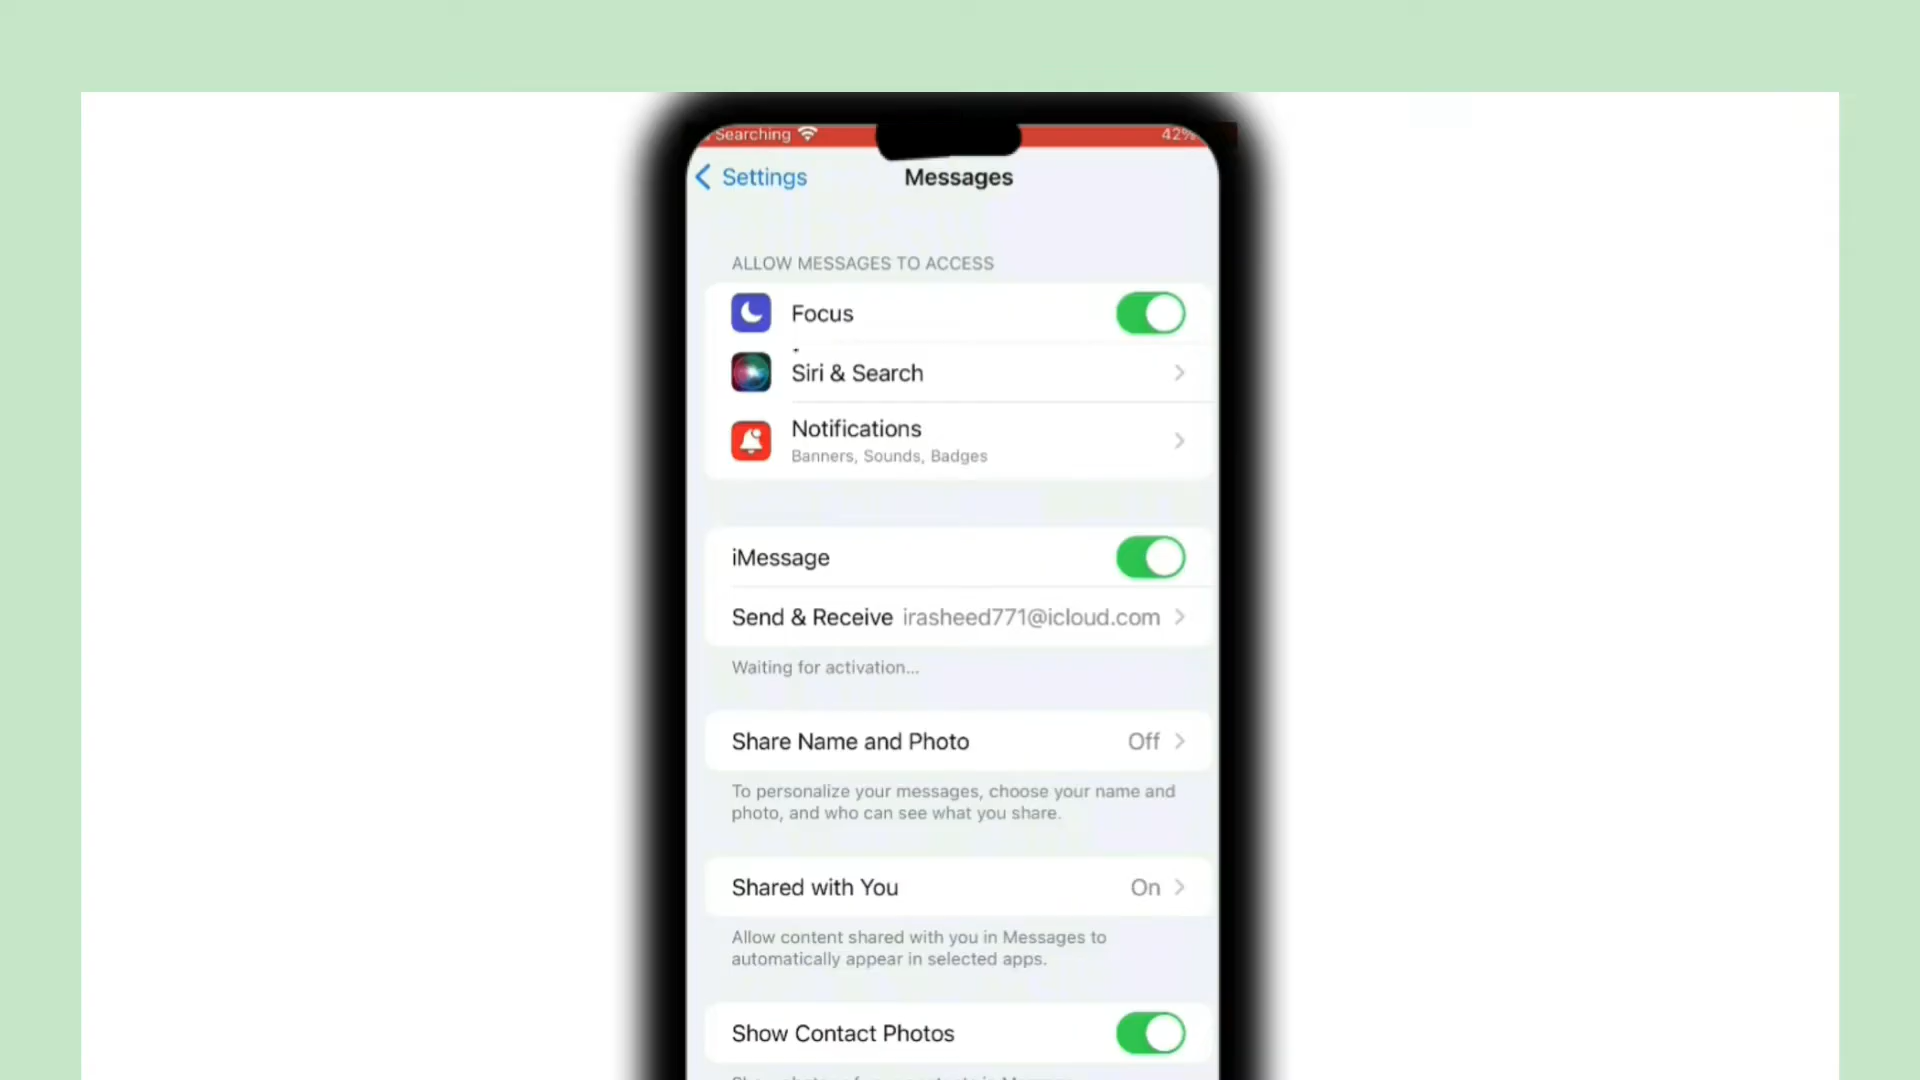 Searching
42%
Settings
Messages
ALLOW MESSAGES TO ACCESS
Focus
Siri & Search
Notifications
Banners, Sounds, Badges
iMessage
Send & Receive irasheed771@icloud.com
Waiting for activation...
Share Name and Photo Off
To personalize your messages, choose your name and
photo, and who can see what you share.
Shared with You On
Allow content shared with you in Messages to
automatically appear in selected apps.
Show Contact Photos